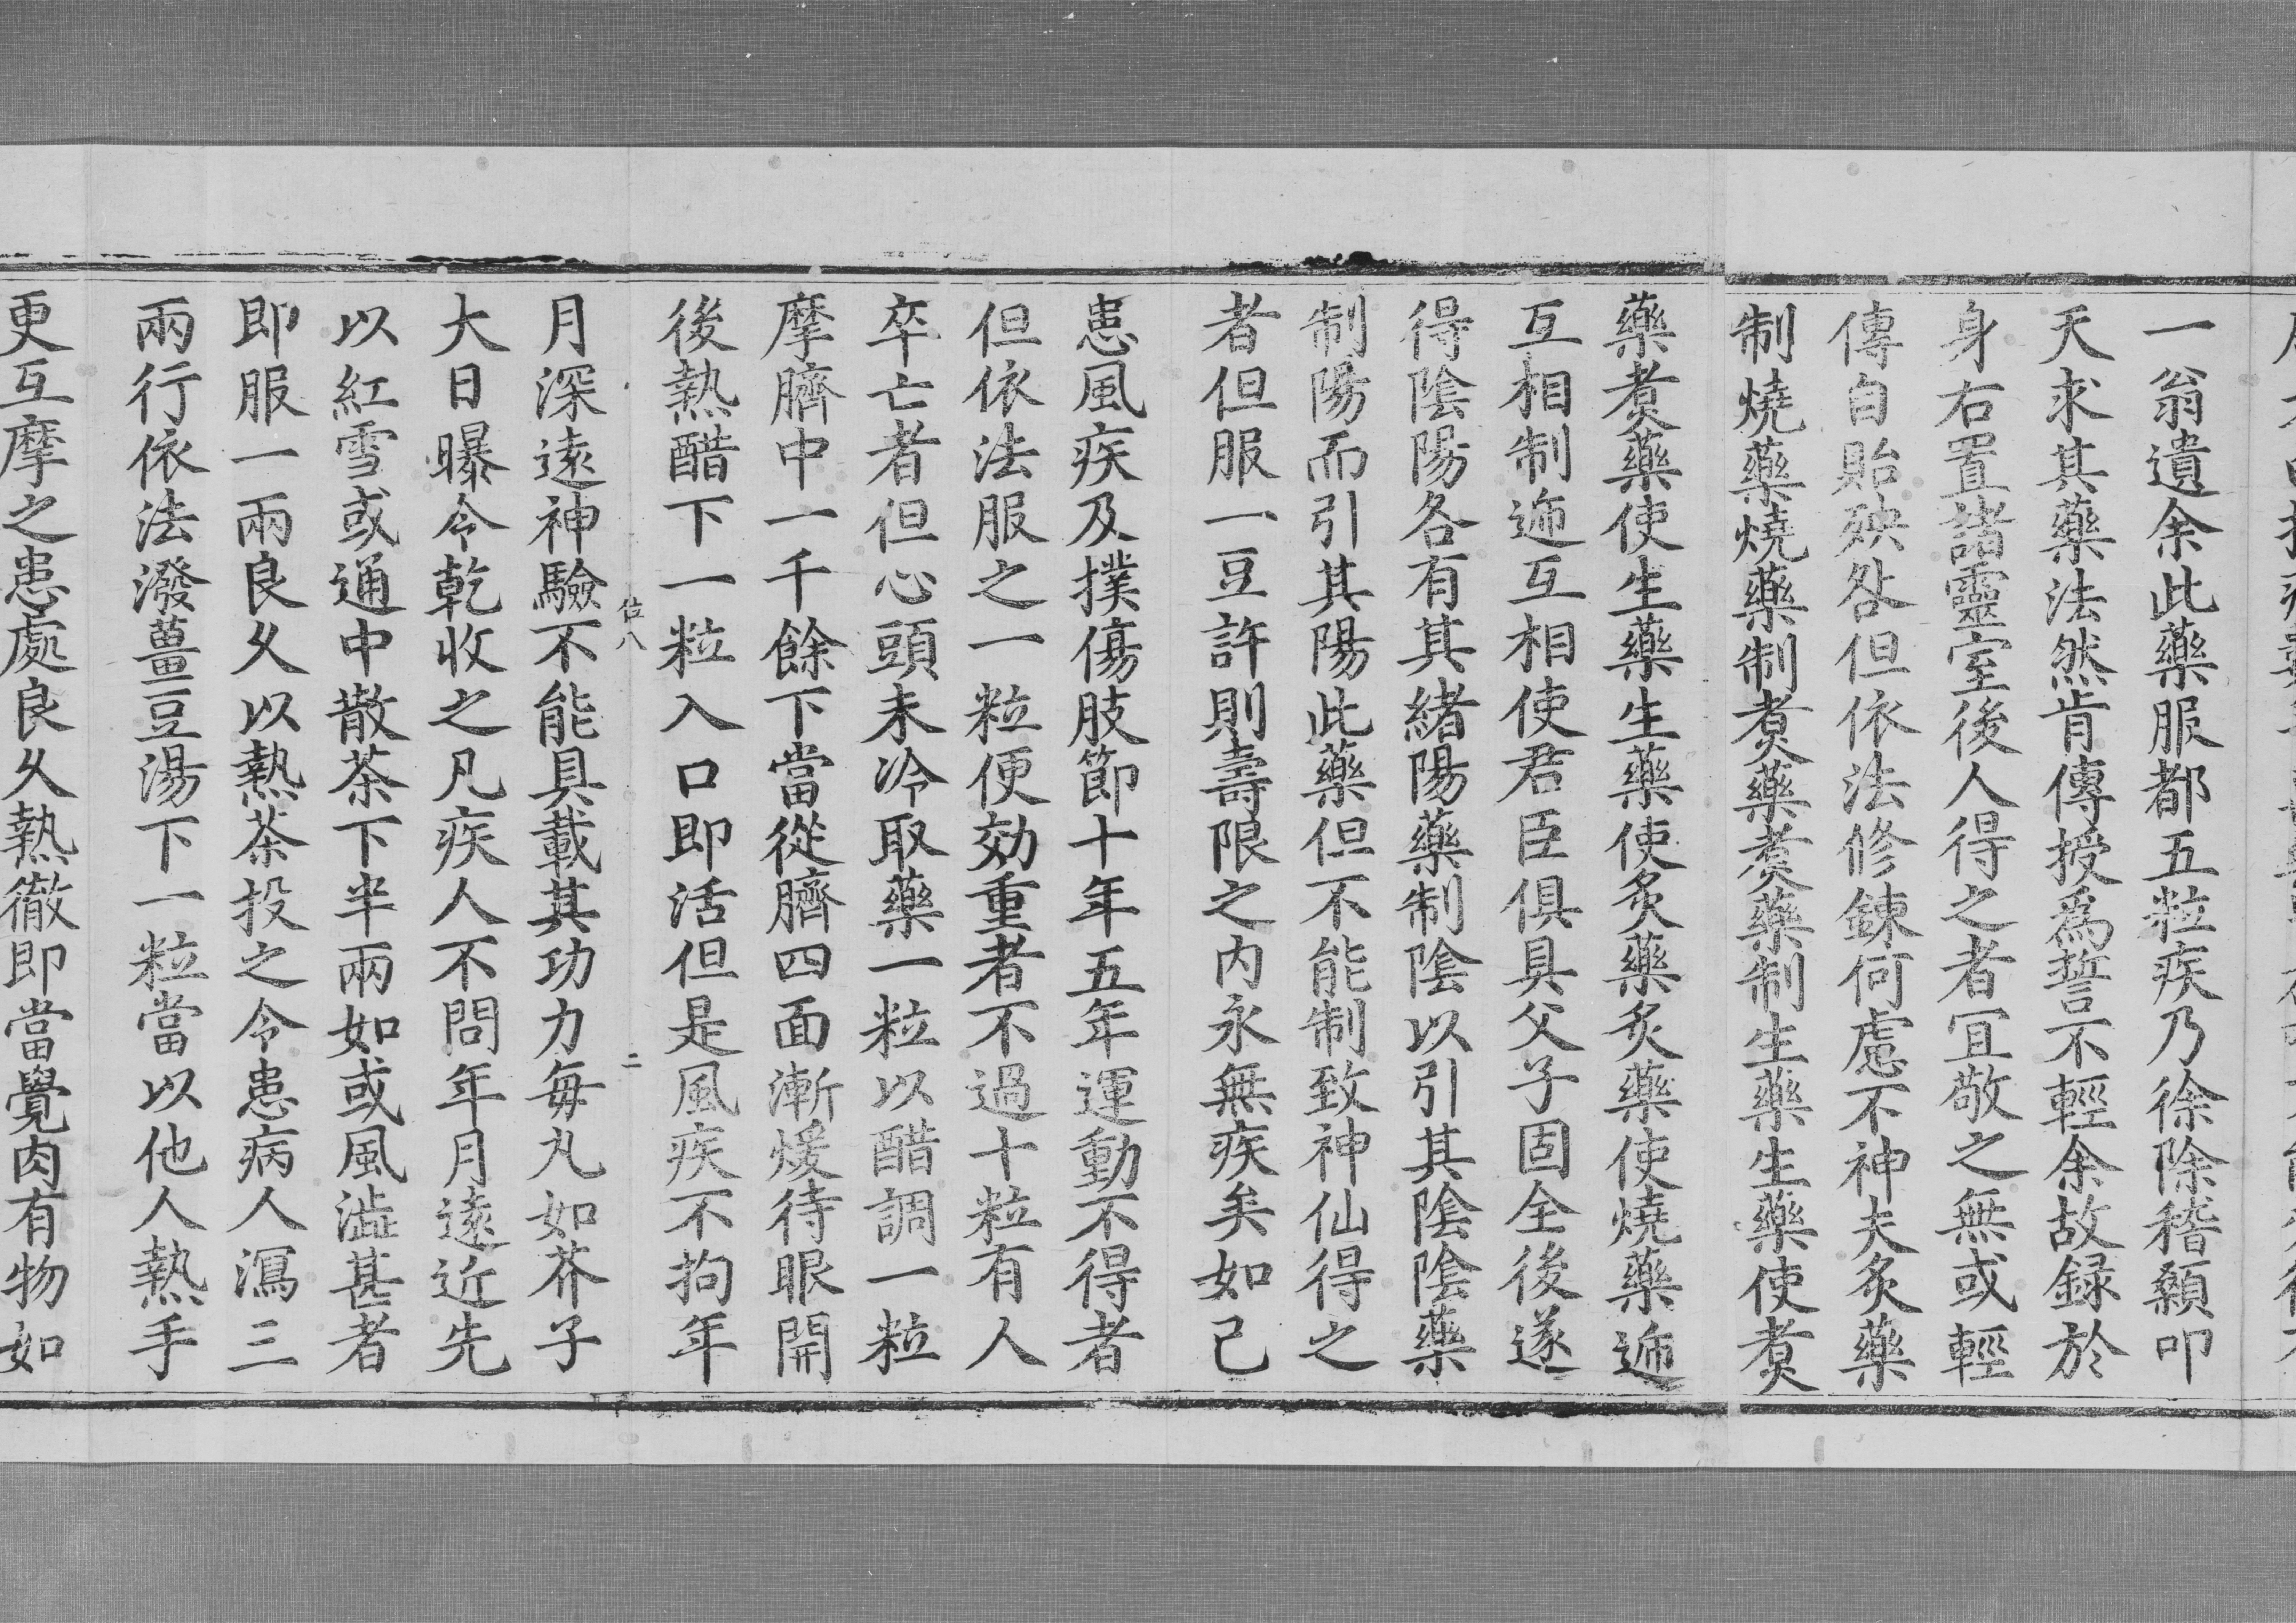 一翁遺余此藥服都五粒疾乃徐除稽顙叩
天求其藥法然肯傳授爲誓不輕余故録於
身右置諸靈室後人得之者宜敬之無或輕
傳自貽殃咎但依法修鍊何慮不神夫炙藥
制燒藥燒藥制煑藥煑藥制生藥生藥使煑
藥煑藥使生藥生藥使炙藥炙藥使燒藥遞
互相制遞互相使君臣俱具父子固全後遂
得陰陽各有其緒陽藥制陰以引其陰陰藥
制陽而引其陽此藥但不能制致神仙得之
者但服一豆許則壽限之内永無疾矣如已
患風疾及撲傷肢節十年五年運動不得者
但依法服之一粒便効重者不過十粒有人
卒亡者但心頭未冷取藥一粒以醋調一粒
摩臍中一千餘下當從臍四面漸煖待眼開
後熱醋下一粒入口即活但是風疾不拘年
位八 二
月深遠神驗不能具載其功力每丸如芥子
大日曝令乾收之凡疾人不問年月遠近先
以紅雪或通中散茶下半兩如或風澁甚者
即服一兩良久以熱茶投之令患病人瀉三
兩行依法潑薑豆湯下一粒當以他人熱手
更互摩之患處良久熱徹即當覺肉有物如